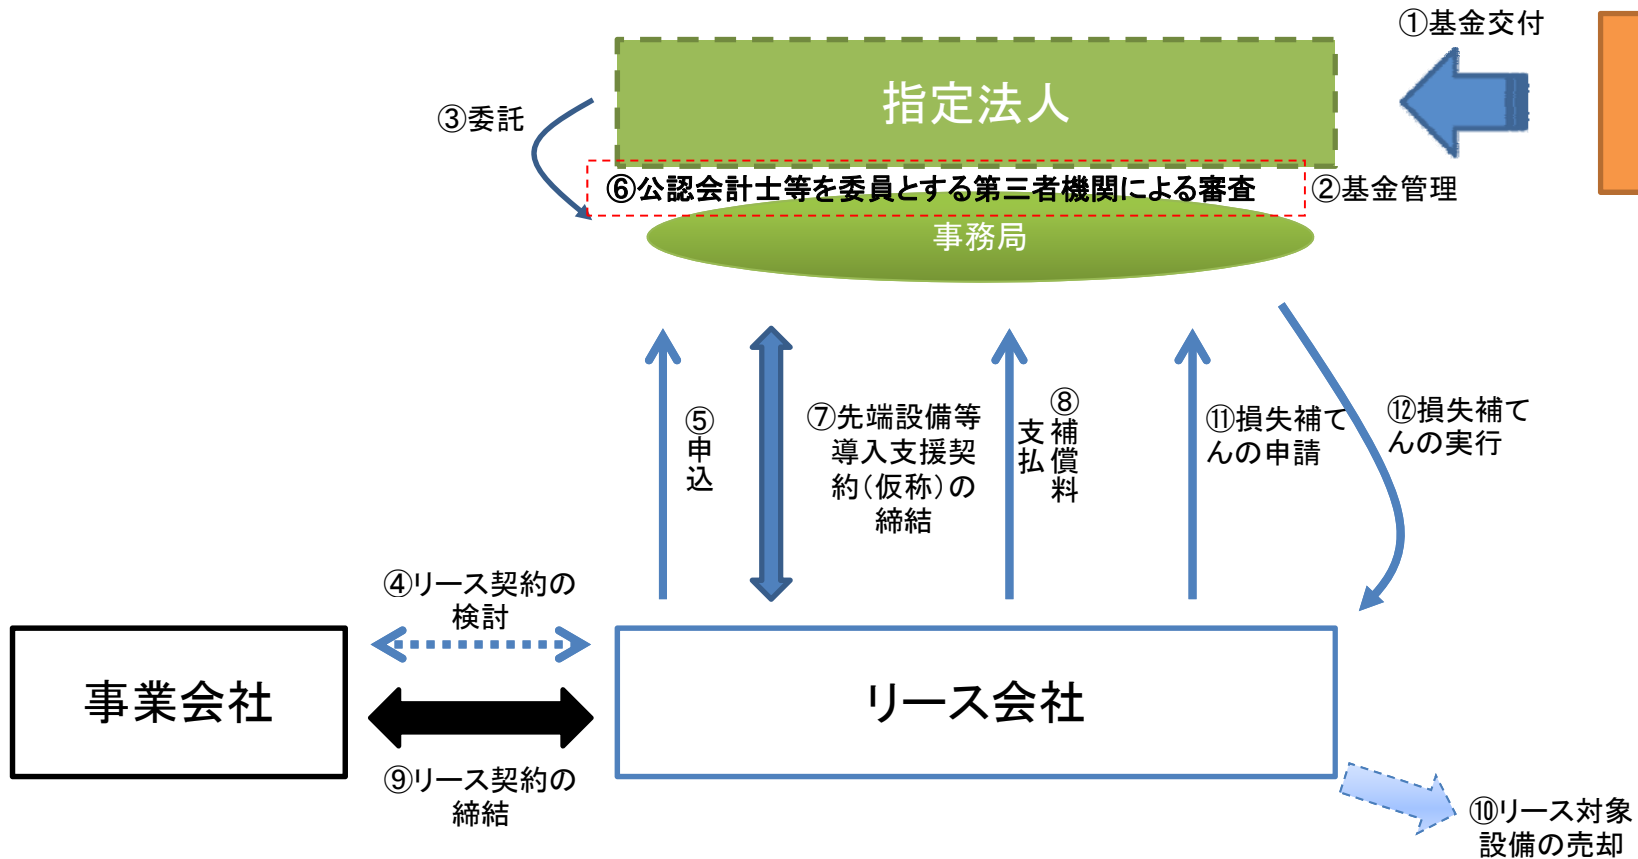 ①基金交付
指定法人
③委託
⑥公認会計士等を委員とする第三者機関による審査
②基金管理
事務局
⑤申込
⑦先端設備等
導入支援契
約(仮称)の
締結
⑧補償料
支払
⑪損失補て
んの申請
⑫損失補て
んの実行
④リース契約の
検討
事業会社
リース会社
⑨リース契約の
締結
⑩リース対象
設備の売却